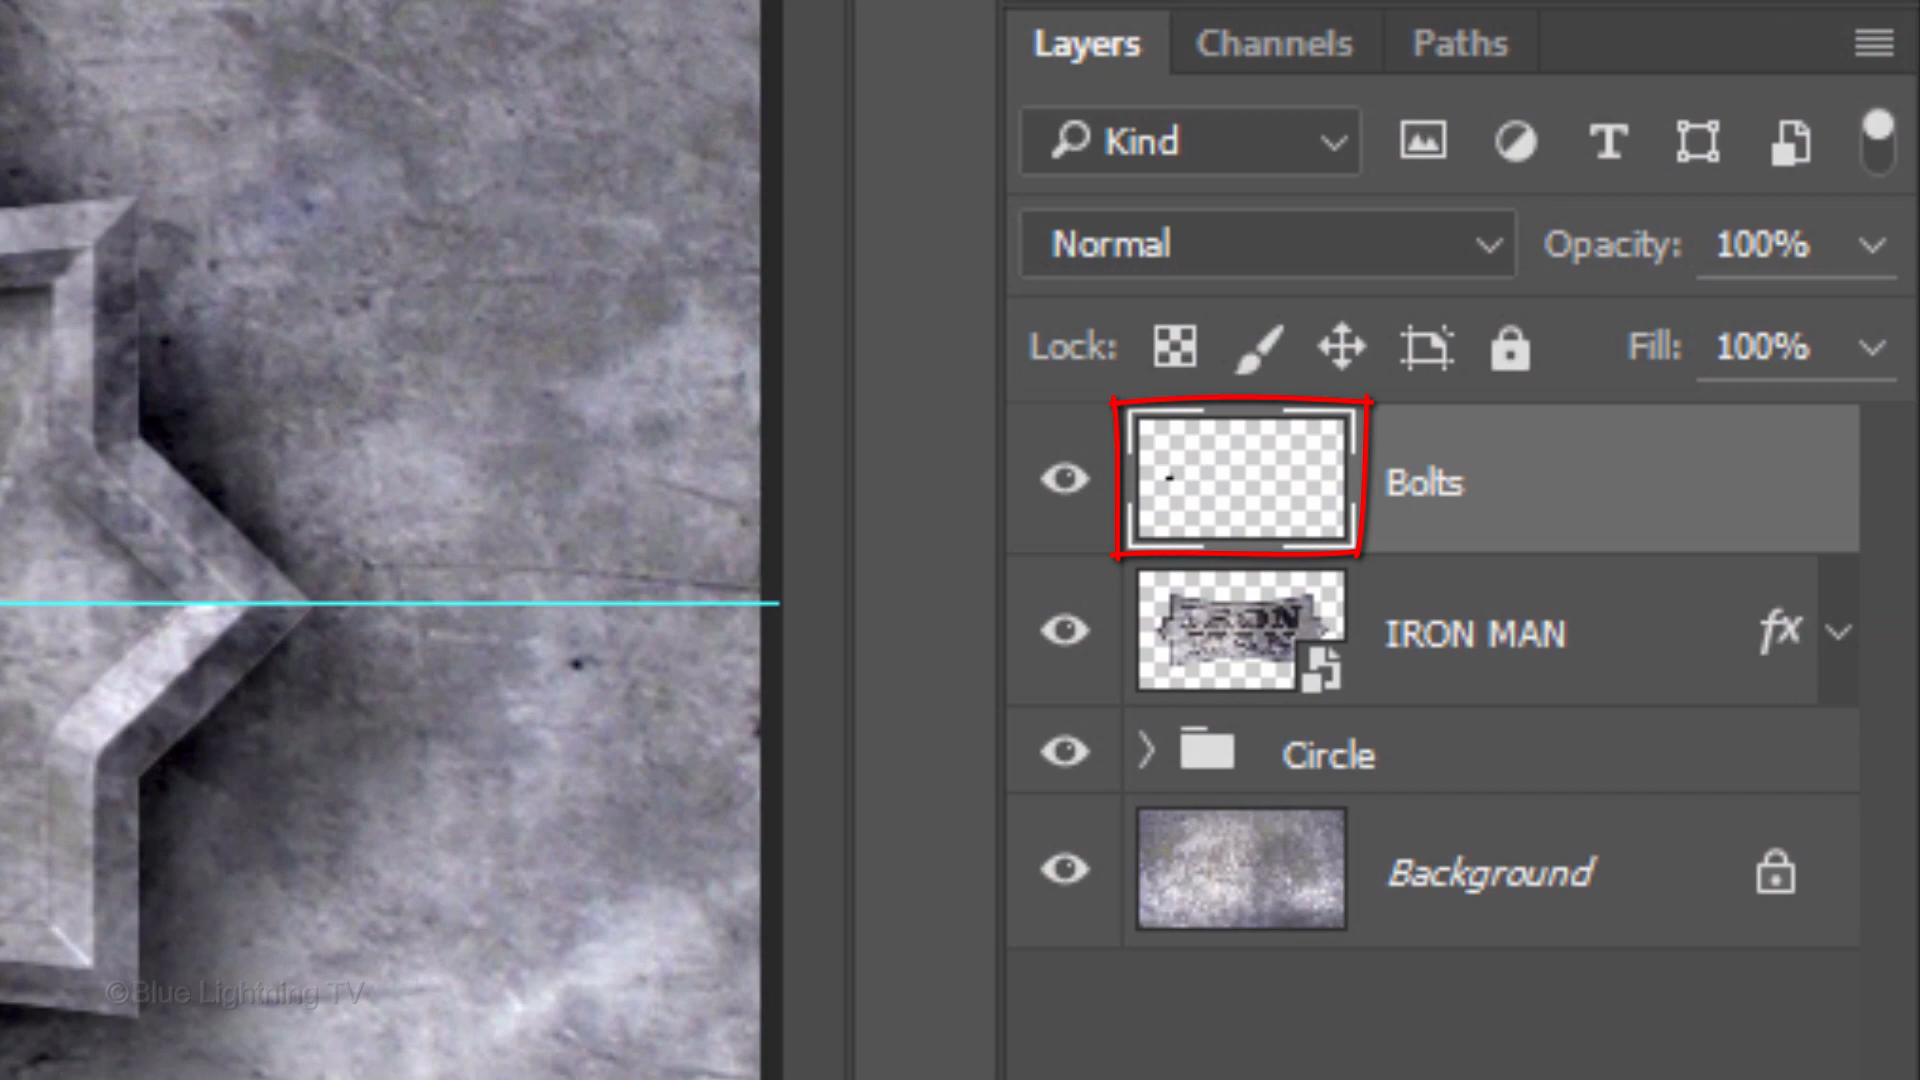 Layers Channels Paths
Kind
Normal Opacity: 100%
Lock: Fill: 100%
Bolts
IRON MAN fx
Circle
Background
©Blue Lightning TV